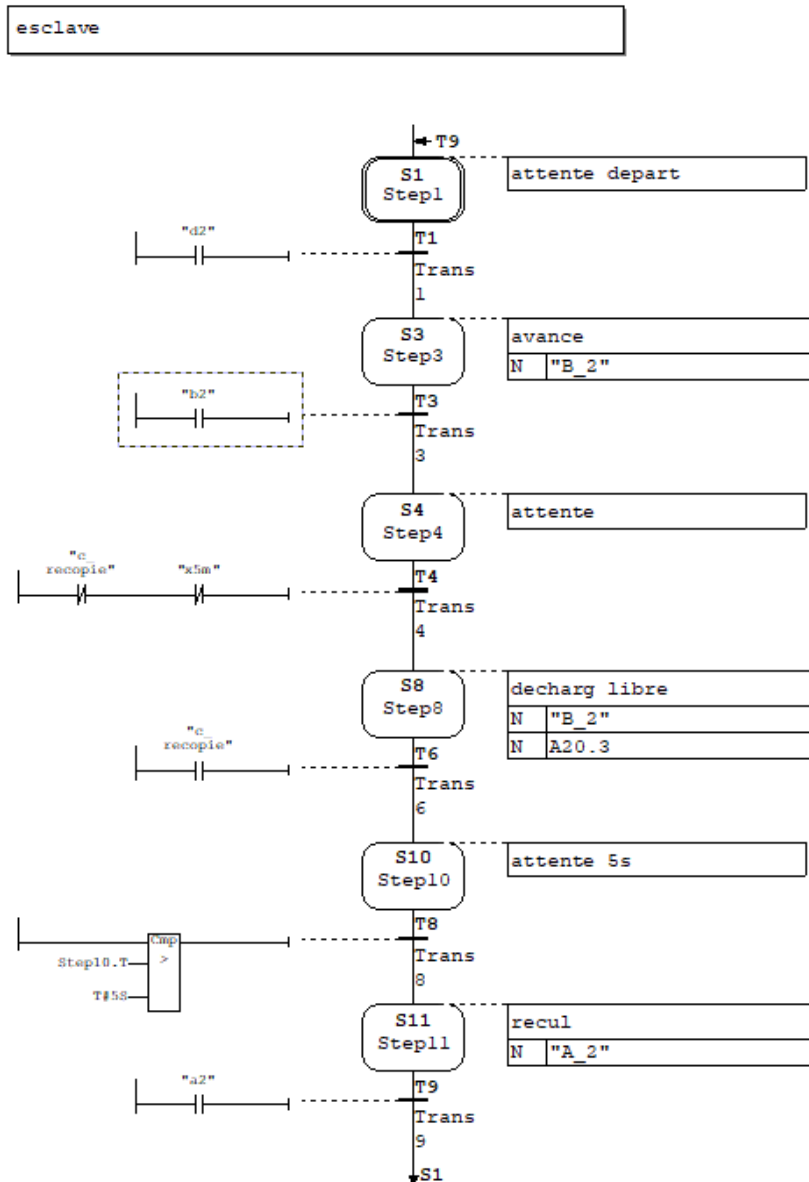 esclave
T9
S1
Step1
attente depart
"d2"
T1
Trans
1
S3
Step3
avance
N "B_2"
"b2"
T3
Trans
3
S4
Step4
attente
"c_
recopie"
"x5m"
T4
Trans
4
S8
Step8
decharg libre
N "B_2"
N A20.3
"c_
recopie"
T6
Trans
6
S10
Step10
attente 5s
T8
Trans
8
Cmp
>
Step10.T
T#5S
S11
Step11
recul
N "A_2"
"a2"
T9
Trans
9
S1